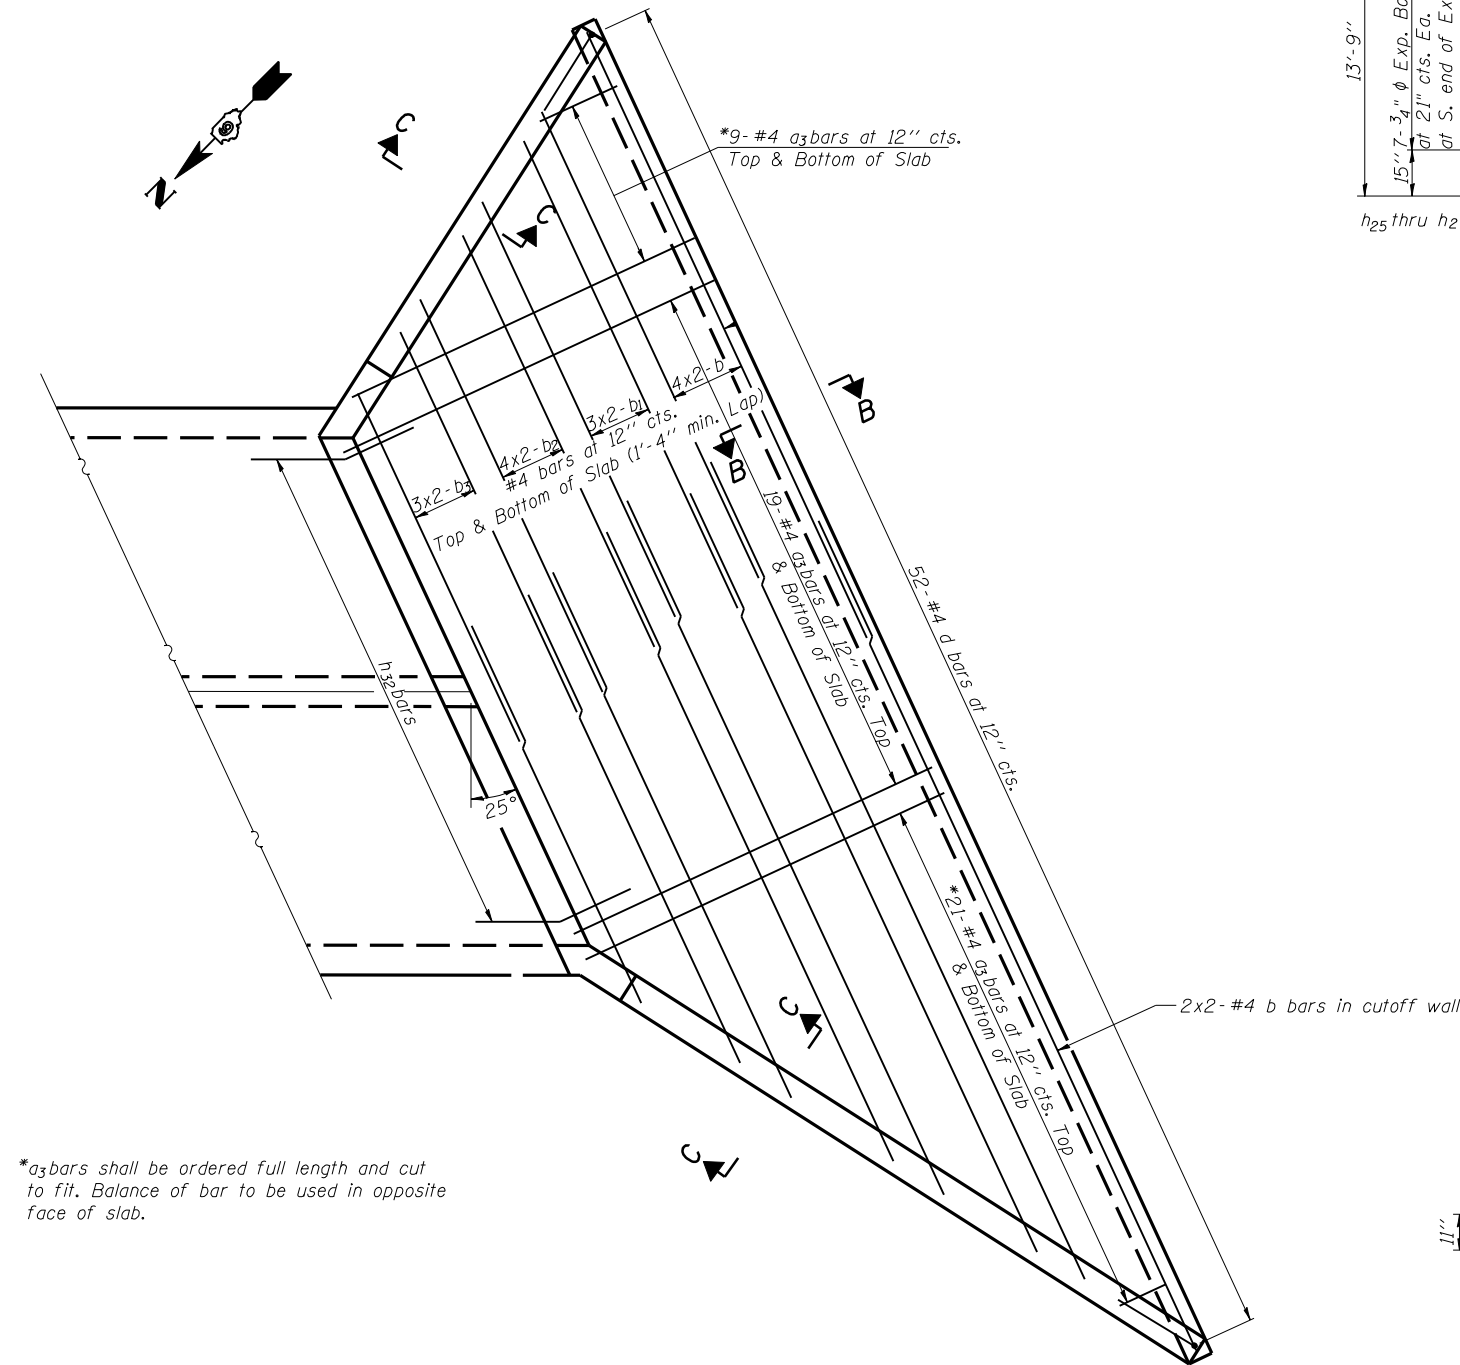 *9-#4 a3 bars at 12" cts.
Top & Bottom of Slab
13'-9"
15"
7-3/4" ϕ Exp. Bo
at 21" cts. Ea.
at S. end of Ex
h25 thru h2
N
C
C
B
B
4x2-b
3x2-b1
4x2-b2
3x2-b3
#4 bars at 12" cts.
Top & Bottom of Slab (1'-4" min. Lap)
19-#4 a3 bars at 12" cts. Top
& Bottom of Slab
52-#4 d bars at 12" cts.
h32 bars
25°
*21-#4 a3 bars at 12" cts. Top
& Bottom of Slab
2x2-#4 b bars in cutoff wall
C
C
*a3 bars shall be ordered full length and cut
to fit. Balance of bar to be used in opposite
face of slab.
11"